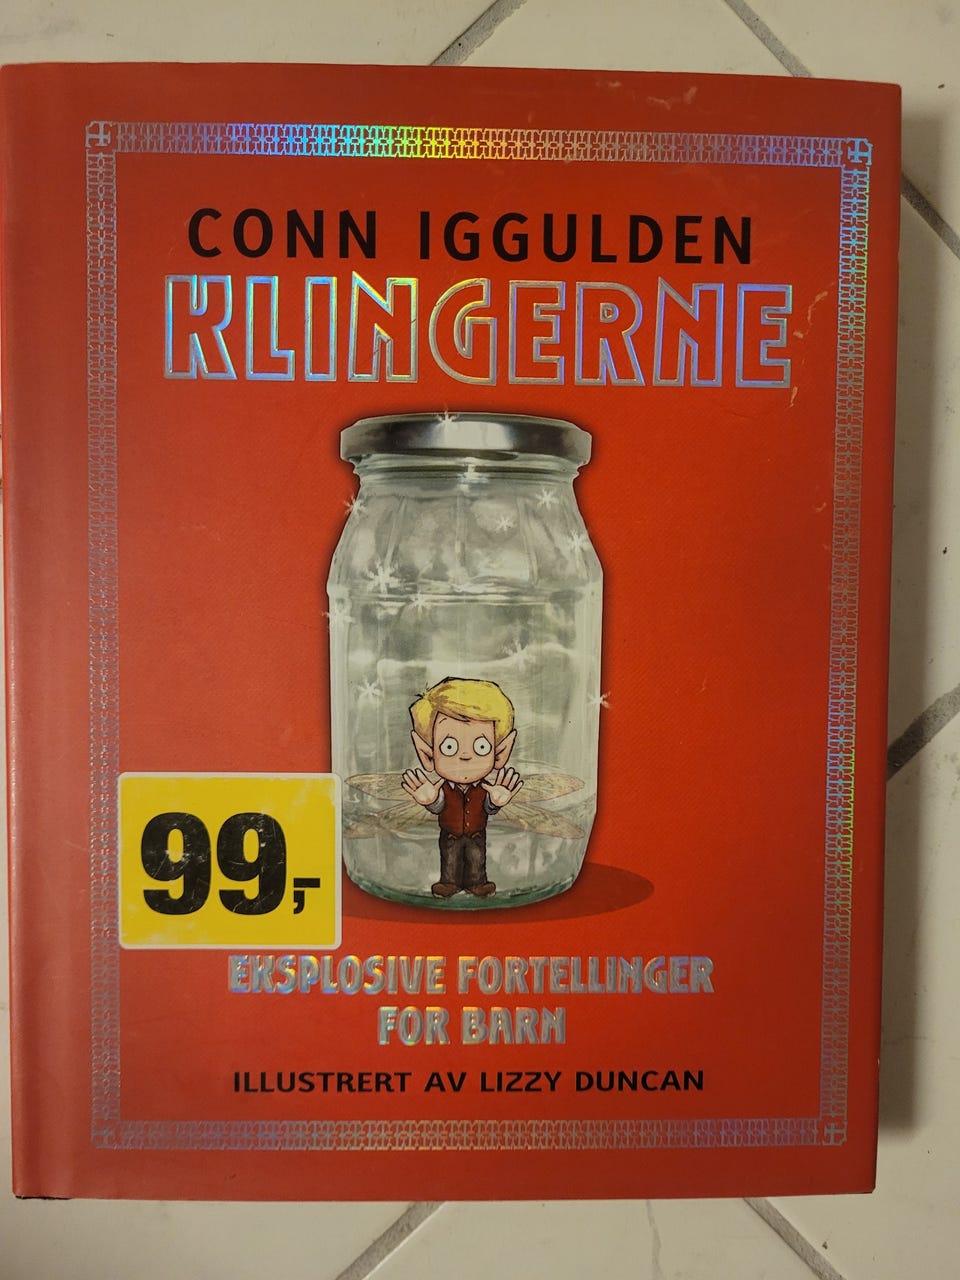 CONN IGGULDEN
KLINGERNE
99,-
EKSPLOSIVE FORTELLINGER
FOR BARN
ILLUSTRERT AV LIZZY DUNCAN